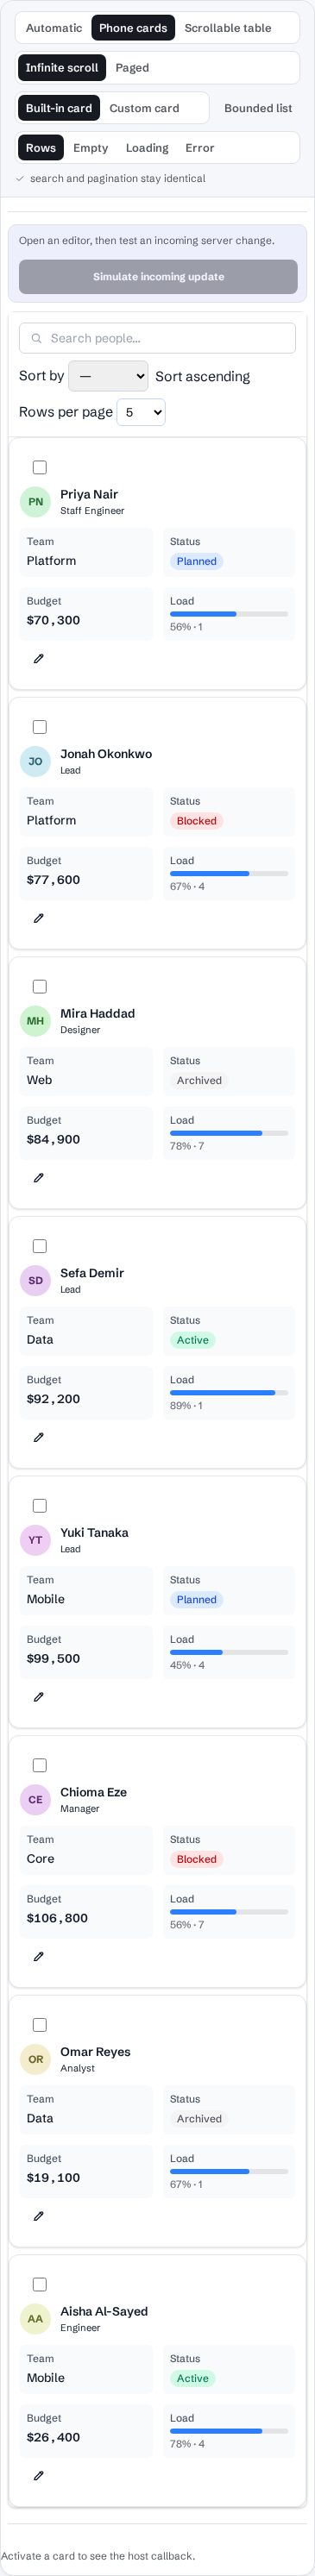 Automatic Phone cards Scrollable table
Infinite scroll Paged
Built-in card Custom card Bounded list
Rows Empty Loading Error
✓ search and pagination stay identical
Open an editor, then test an incoming server change.
Simulate incoming update
Search people...
Sort by — Sort ascending
Rows per page 5
PN Priya Nair
Staff Engineer
Team Status
Platform Planned
Budget Load
$70,300
56% · 1
JO Jonah Okonkwo
Lead
Team Status
Platform Blocked
Budget Load
$77,600
67% · 4
MH Mira Haddad
Designer
Team Status
Web Archived
Budget Load
$84,900
78% · 7
SD Sefa Demir
Lead
Team Status
Data Active
Budget Load
$92,200
89% · 1
YT Yuki Tanaka
Lead
Team Status
Mobile Planned
Budget Load
$99,500
45% · 4
CE Chioma Eze
Manager
Team Status
Core Blocked
Budget Load
$106,800
56% · 7
OR Omar Reyes
Analyst
Team Status
Data Archived
Budget Load
$19,100
67% · 1
AA Aisha Al-Sayed
Engineer
Team Status
Mobile Active
Budget Load
$26,400
78% · 4
Activate a card to see the host callback.